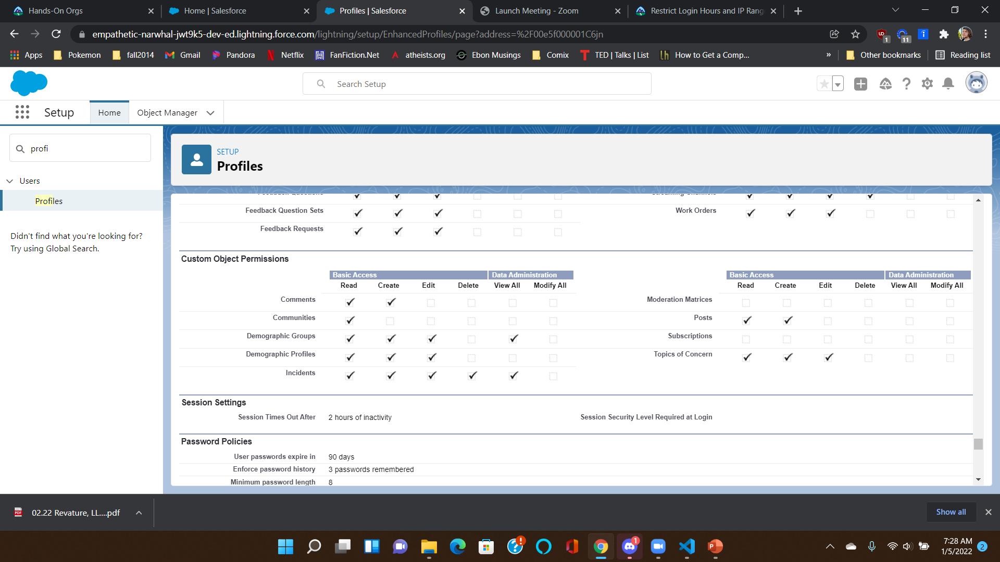 Hands-On Orgs
Home | Salesforce
Profiles | Salesforce
Launch Meeting - Zoom
Restrict Login Hours and IP Rang
empathetic-narwhal-jwt9k5-dev-ed.lightning.force.com/lightning/setup/EnhancedProfiles/page?address=%2F00e5f000001C6jn
1
11
Apps
Pokemon
fall2014
Gmail
Pandora
Netflix
FanFiction.Net
atheists.org
Ebon Musings
Comix
TED | Talks | List
How to Get a Comp...
»
Other bookmarks
Reading list
Search Setup
Setup
Home
Object Manager
profi
Users
Profiles
Didn't find what you're looking for?
Try using Global Search.
SETUP
Profiles
Feedback Questions
Streaming Channels
Feedback Question Sets
Work Orders
Feedback Requests
Custom Object Permissions
Basic Access Data Administration
Basic Access Data Administration
Read Create Edit Delete View All Modify All
Read Create Edit Delete View All Modify All
Comments
Moderation Matrices
Communities
Posts
Demographic Groups
Subscriptions
Demographic Profiles
Topics of Concern
Incidents
Session Settings
Session Times Out After 2 hours of inactivity
Session Security Level Required at Login
Password Policies
User passwords expire in 90 days
Enforce password history 3 passwords remembered
Minimum password length 8
02.22 Revature, LL....pdf
Show all
1
7:28 AM
1/5/2022
2